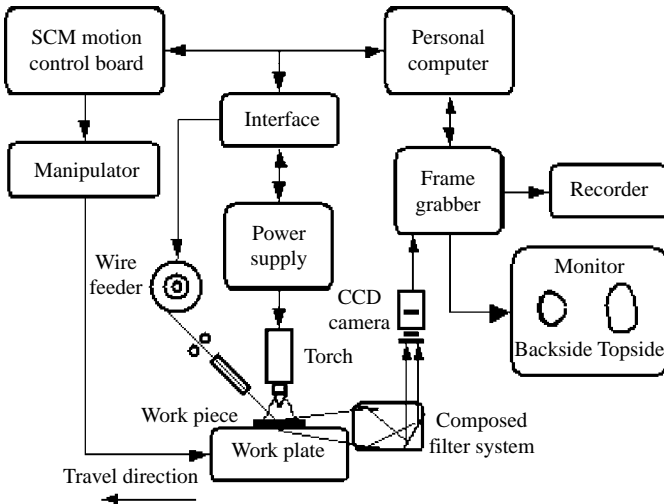 SCM motion
control board
Personal
computer
Interface
Manipulator
Frame
grabber
Recorder
Power
supply
Wire
feeder
Monitor
CCD
camera
Backside Topside
Torch
Work piece
Composed
filter system
Work plate
Travel direction